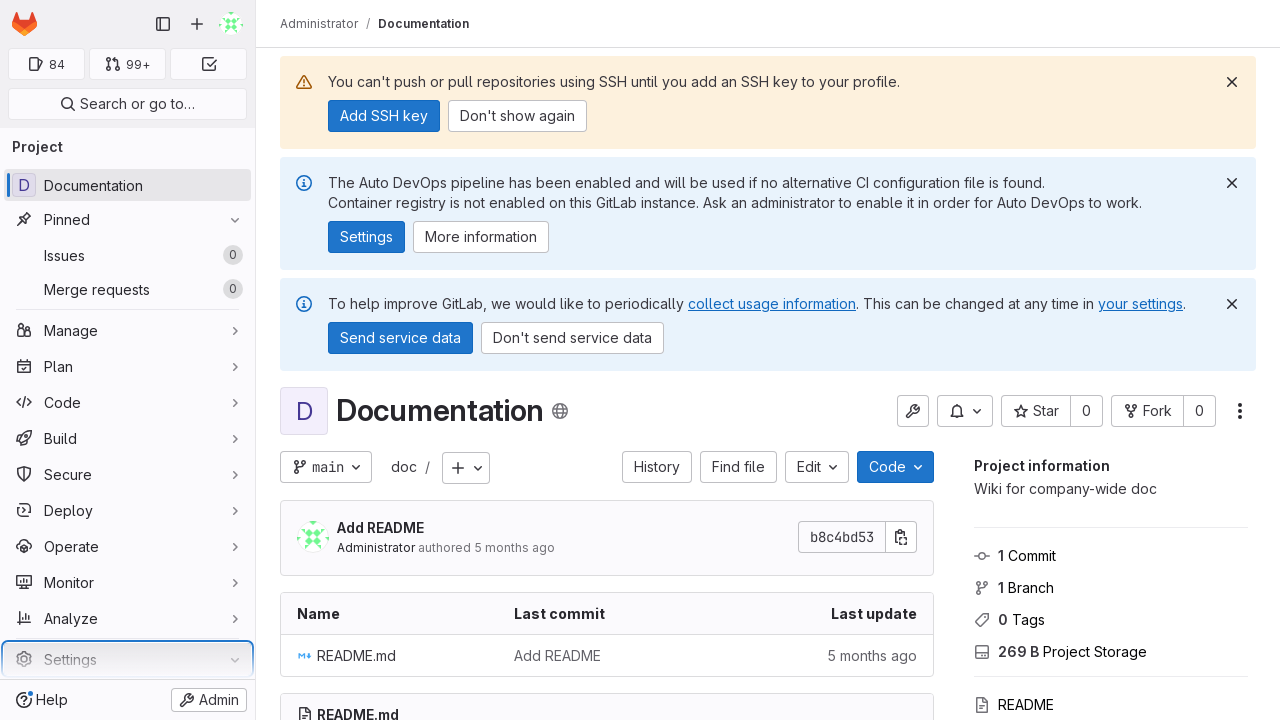 Administrator / Documentation
84
99+
Search or go to…
Project
D Documentation
Pinned
Issues 0
Merge requests 0
Manage
Plan
Code
Build
Secure
Deploy
Operate
Monitor
Analyze
Settings
Help
Admin
You can't push or pull repositories using SSH until you add an SSH key to your profile.
Add SSH key Don't show again
The Auto DevOps pipeline has been enabled and will be used if no alternative CI configuration file is found.
Container registry is not enabled on this GitLab instance. Ask an administrator to enable it in order for Auto DevOps to work.
Settings More information
To help improve GitLab, we would like to periodically collect usage information. This can be changed at any time in your settings.
Send service data Don't send service data
D Documentation
Star 0 Fork 0
main doc / History Find file Edit Code
Add README
Administrator authored 5 months ago
b8c4bd53
Name Last commit Last update
README.md Add README 5 months ago
README.md
Project information
Wiki for company-wide doc
1 Commit
1 Branch
0 Tags
269 B Project Storage
README